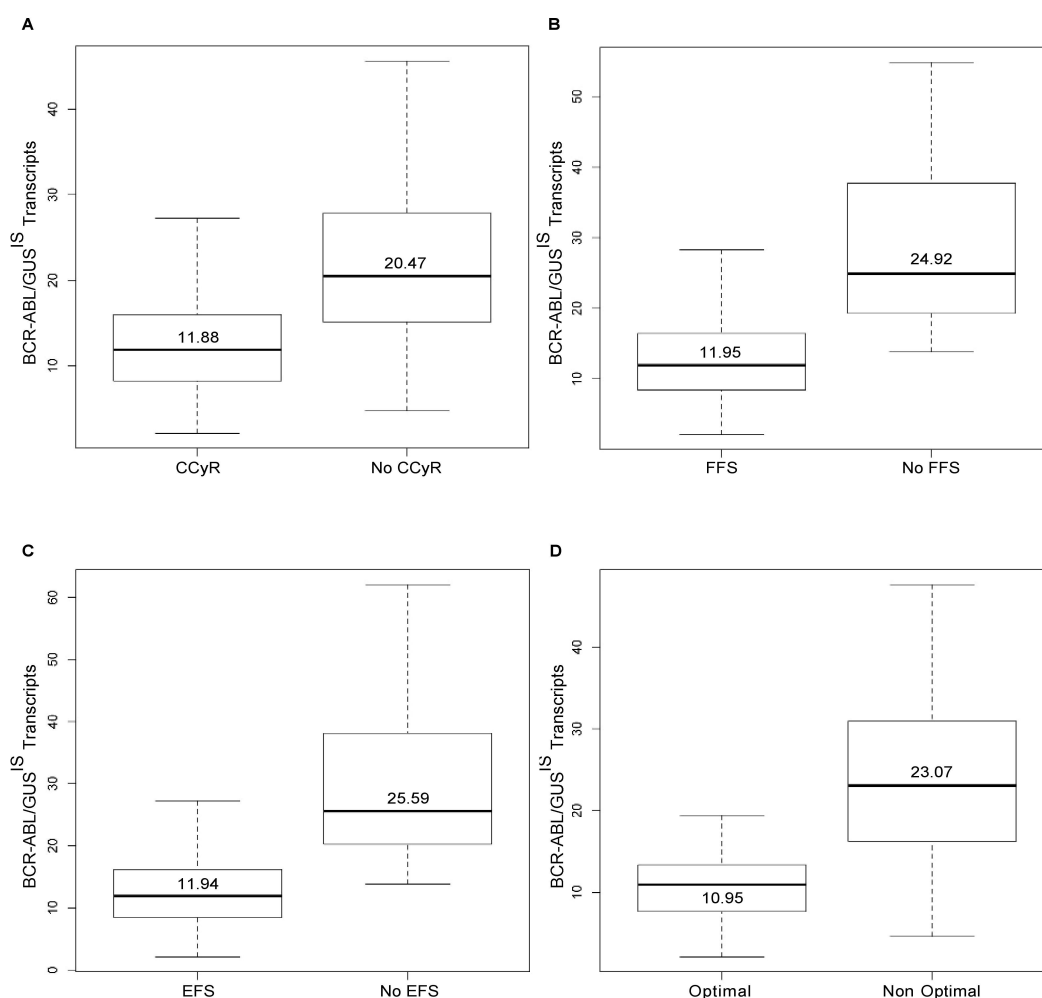 A
BCR-ABL/GUS^IS Transcripts
40
30
20
10
11.88
20.47
CCyR
No CCyR
B
BCR-ABL/GUS^IS Transcripts
50
40
30
20
10
11.95
24.92
FFS
No FFS
C
BCR-ABL/GUS^IS Transcripts
60
50
40
30
20
10
0
11.94
25.59
EFS
No EFS
D
BCR-ABL/GUS^IS Transcripts
40
30
20
10
10.95
23.07
Optimal
Non Optimal